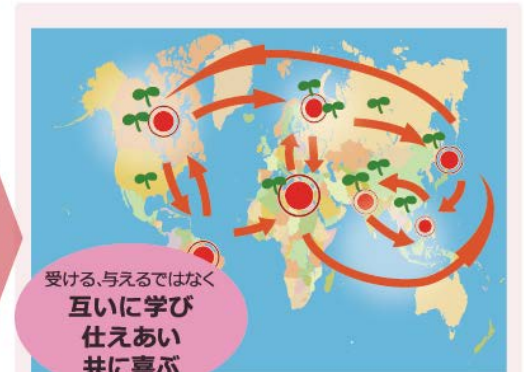 受ける、与えるではなく
互いに学び
仕えあい
共に喜ぶ